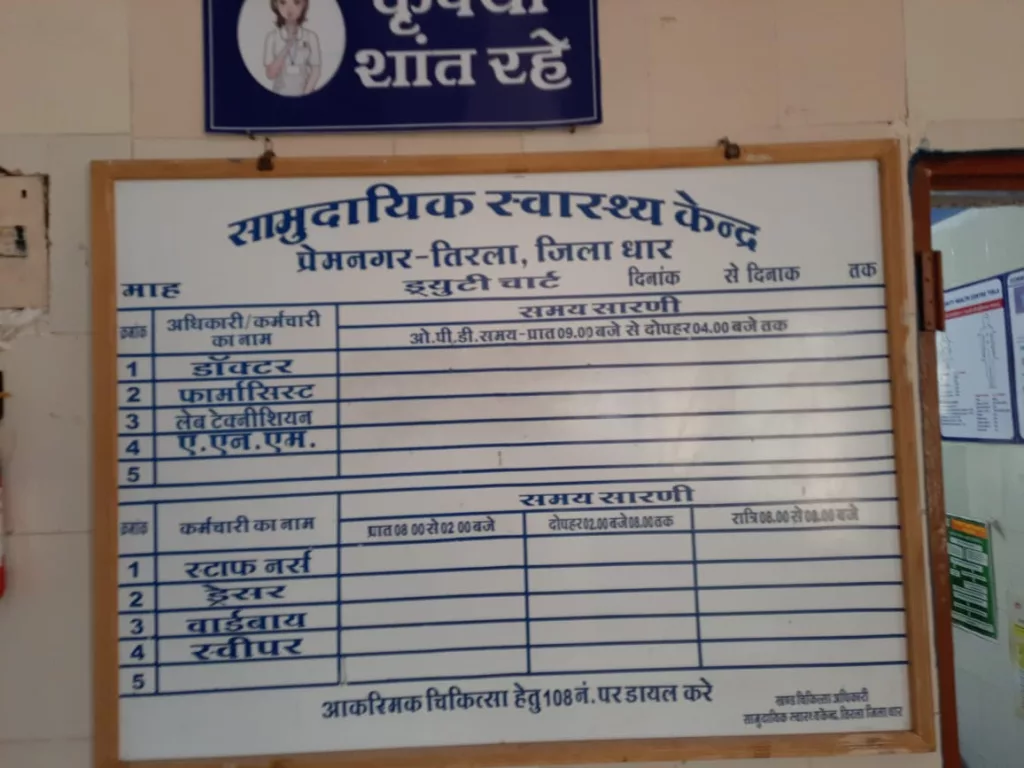 कृपया
शांत रहे
सामुदायिक स्वास्थ्य केन्द्र
प्रेमनगर-तिरला, जिला धार
माह ड्युटी चार्ट दिनांक से दिनाक तक
क्रमांक अधिकारी/कर्मचारी का नाम समय सारणी
ओ.पी.डी.समय-प्रात 09.00 बजे से दोपहर 04.00 बजे तक
1 डॉक्टर
2 फार्मासिस्ट
3 लेब टेक्नीशियन
4 ए.एन.एम.
5
समय सारणी
क्रमांक कर्मचारी का नाम प्रात 08 00 से 02 00 बजे दोपहर 02.00 बजे 08.00 तक रात्रि 08.00 से 08.00 बजे
1 स्टाफ नर्स
2 ड्रेसर
3 वार्डबाय
4 स्वीपर
5
आकस्मिक चिकित्सा हेतु 108 नं. पर डायल करे
खण्ड चिकित्सा अधिकारी
सामुदायिक स्वास्थ्य केन्द्र, तिरला जिला धार